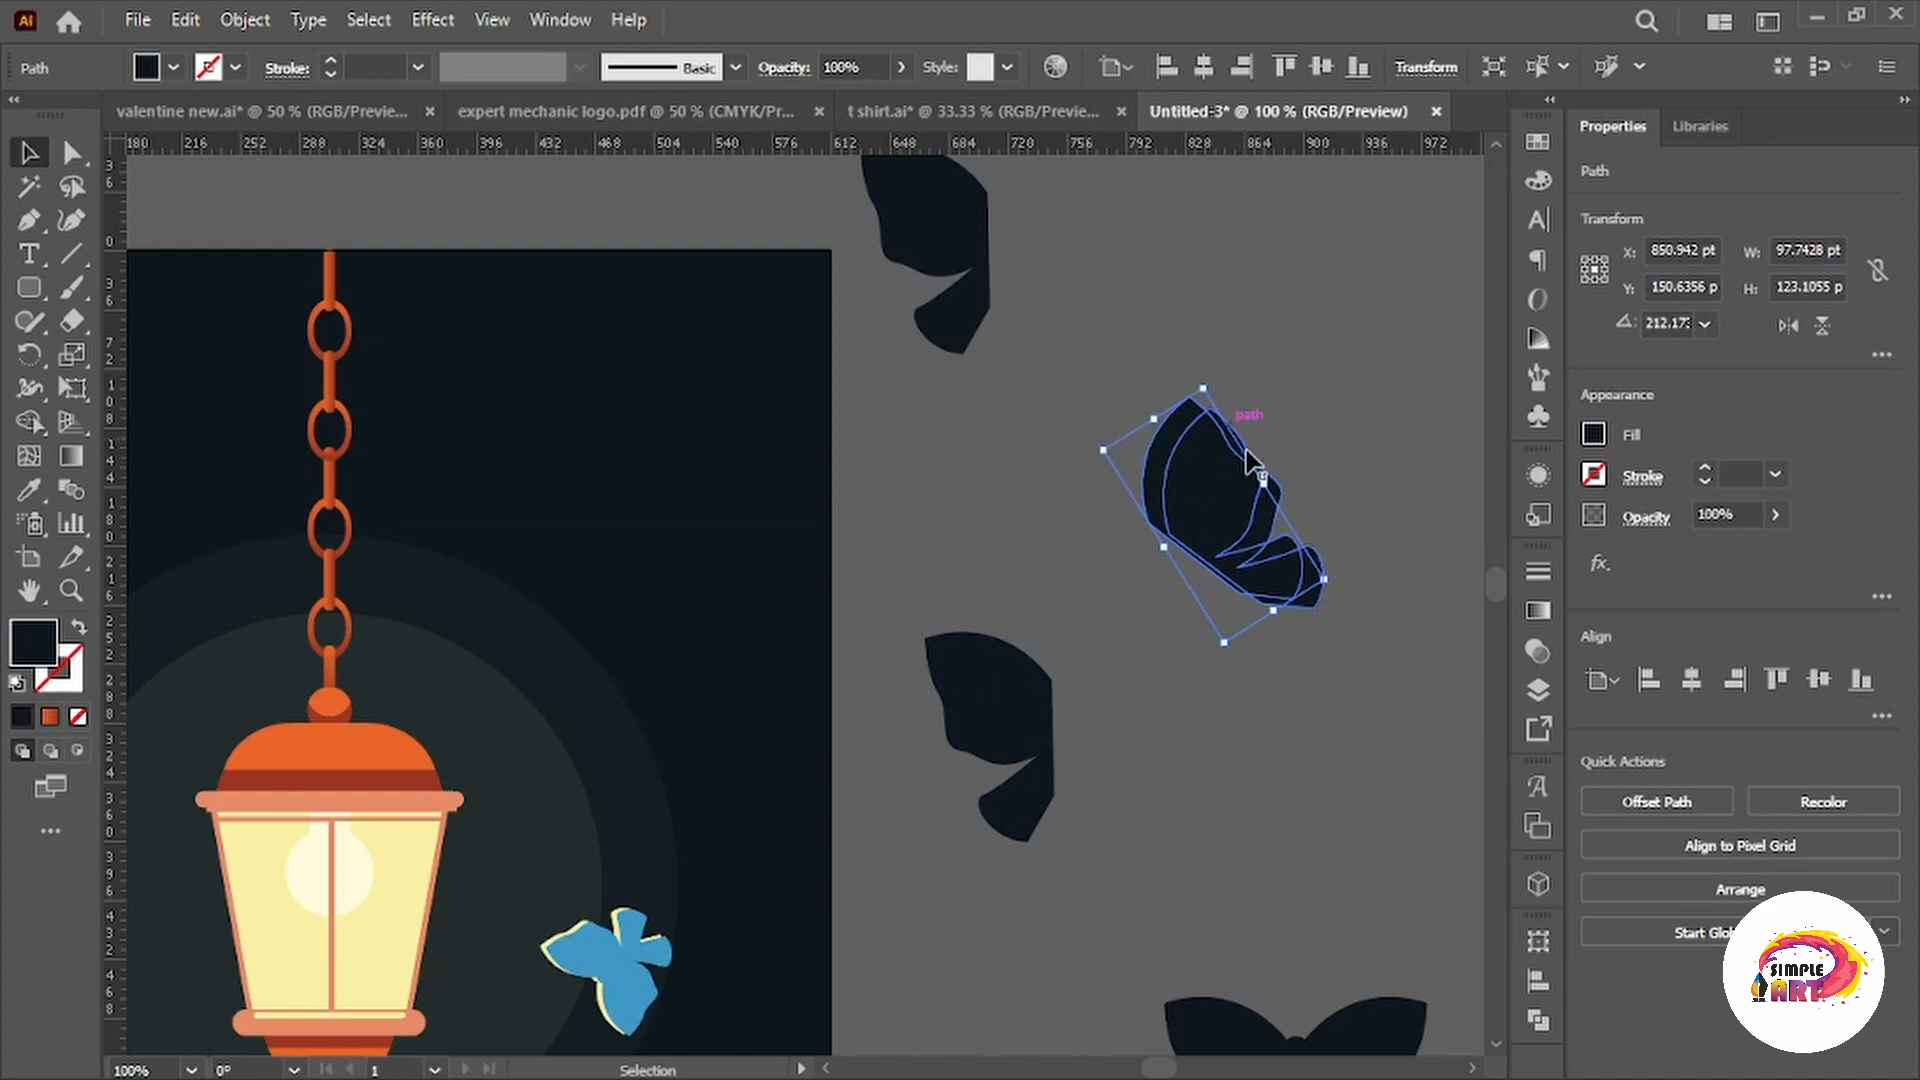 Ai File Edit Object Type Select Effect View Window Help
Path Stroke: Basic Opacity: 100% Style: Transform
valentine new.ai* @ 50 % (RGB/Previe... expert mechanic logo.pdf @ 50 % (CMYK/Pr... t shirt.ai* @ 33.33 % (RGB/Previe... Untitled-3* @ 100 % (RGB/Preview)
180 216 252 288 324 360 396 432 468 504 540 576 612 648 684 720 756 792 828 864 900 936 972
path
Properties Libraries
Path
Transform
X: 850.942 pt W: 97.7428 pt
Y: 150.6356 p H: 123.1055 p
Appearance
Fill
Stroke
Opacity 100%
fx.
Align
Quick Actions
Offset Path Recolor
Align to Pixel Grid
Arrange
SIMPLE
ART
100% 0° 1 Selection